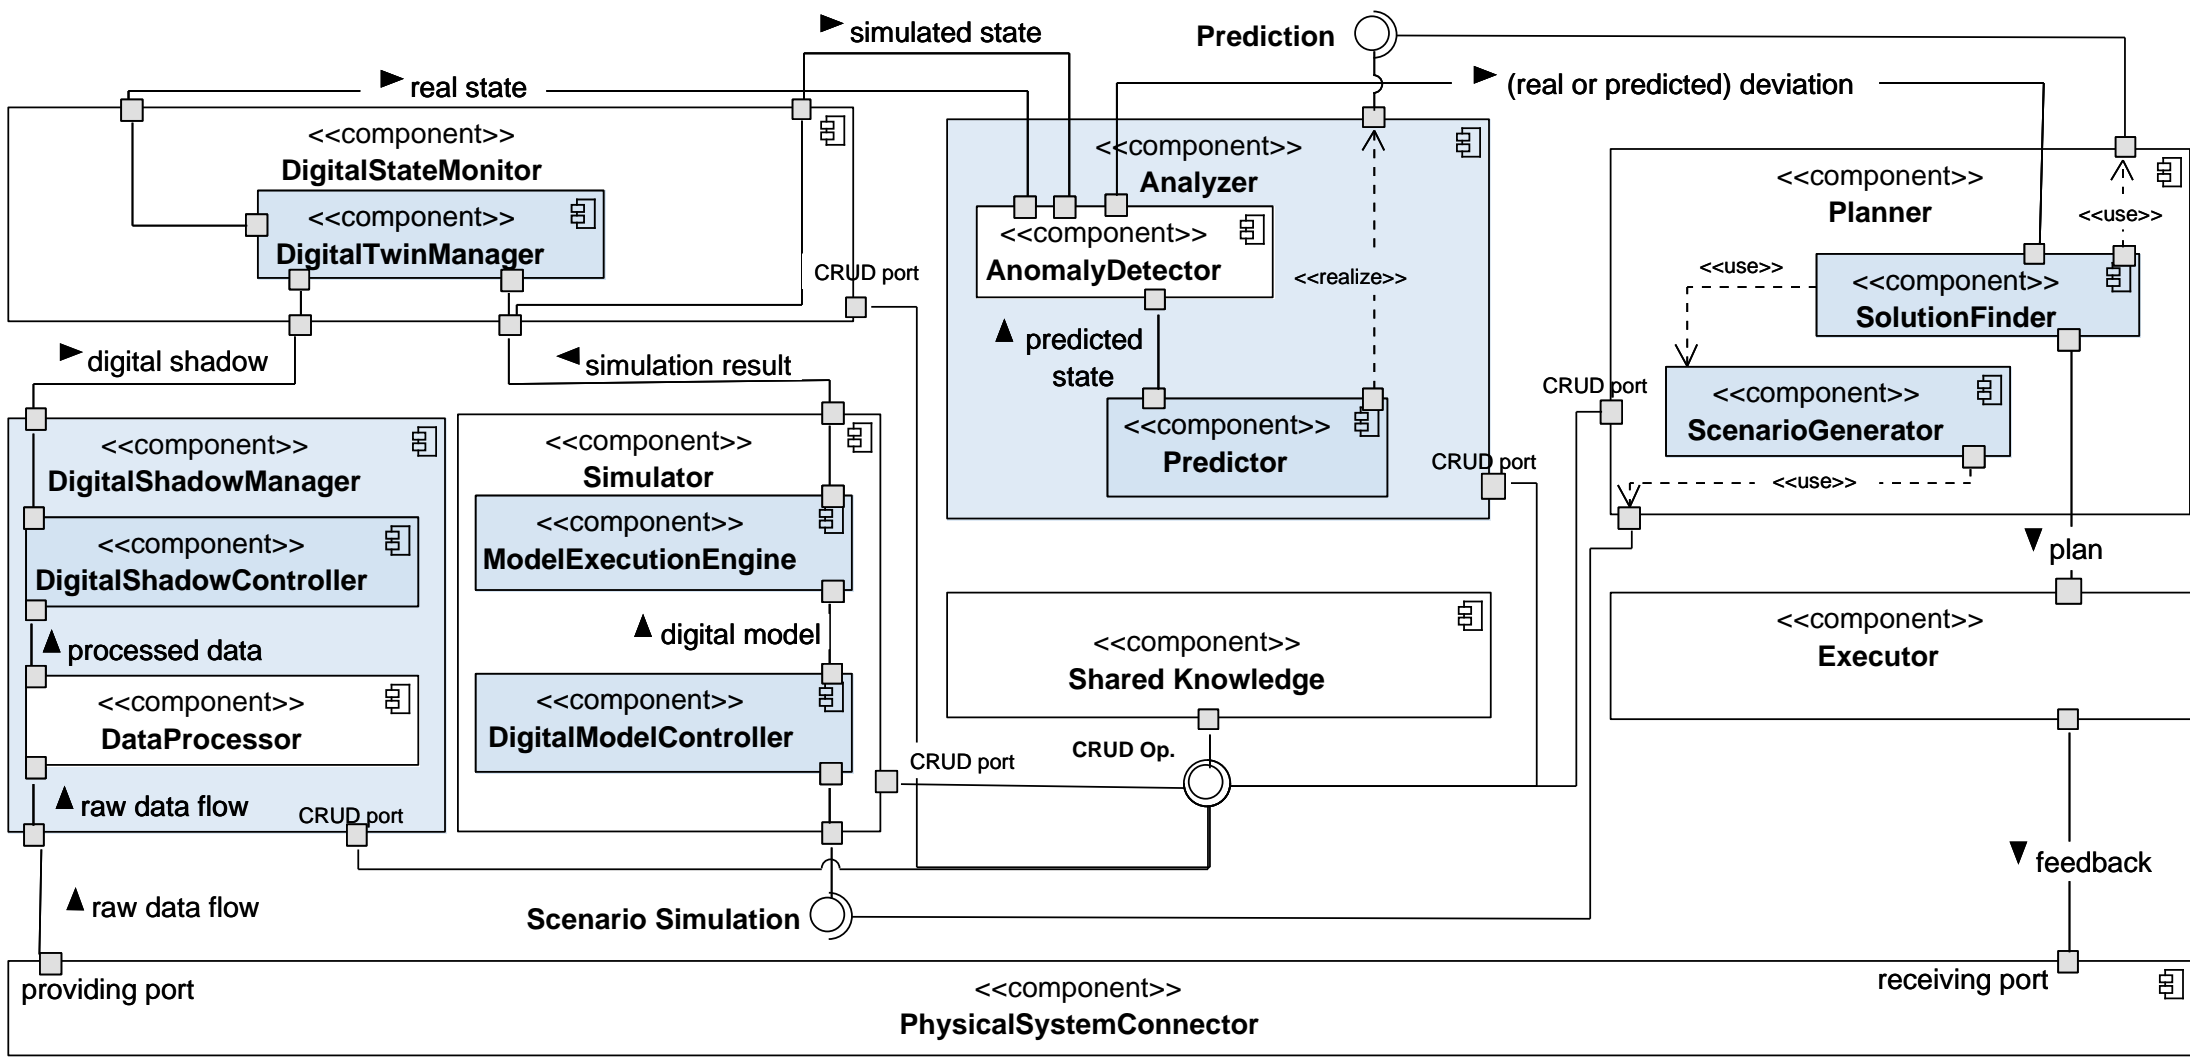 simulated state
Prediction
real state
(real or predicted) deviation
<<component>>
DigitalStateMonitor
<<component>>
DigitalTwinManager
CRUD port
<<component>>
Analyzer
<<component>>
AnomalyDetector
<<realize>>
predicted
state
<<component>>
Predictor
CRUD port
<<component>>
Planner
<<use>>
<<use>>
<<component>>
SolutionFinder
CRUD port
<<component>>
ScenarioGenerator
<<use>>
digital shadow
simulation result
<<component>>
DigitalShadowManager
<<component>>
DigitalShadowController
processed data
<<component>>
DataProcessor
raw data flow
CRUD port
<<component>>
Simulator
<<component>>
ModelExecutionEngine
digital model
<<component>>
DigitalModelController
CRUD port
<<component>>
Shared Knowledge
CRUD Op.
plan
<<component>>
Executor
feedback
raw data flow
Scenario Simulation
providing port
receiving port
<<component>>
PhysicalSystemConnector